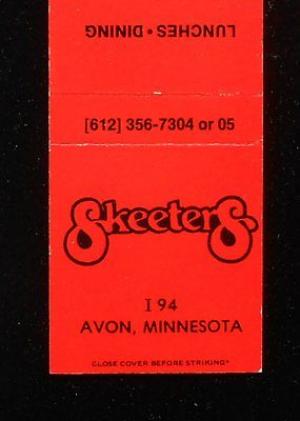 LUNCHES • DINING
[612] 356-7304 or 05
SkeeterS
I 94
AVON, MINNESOTA
CLOSE COVER BEFORE STRIKING*